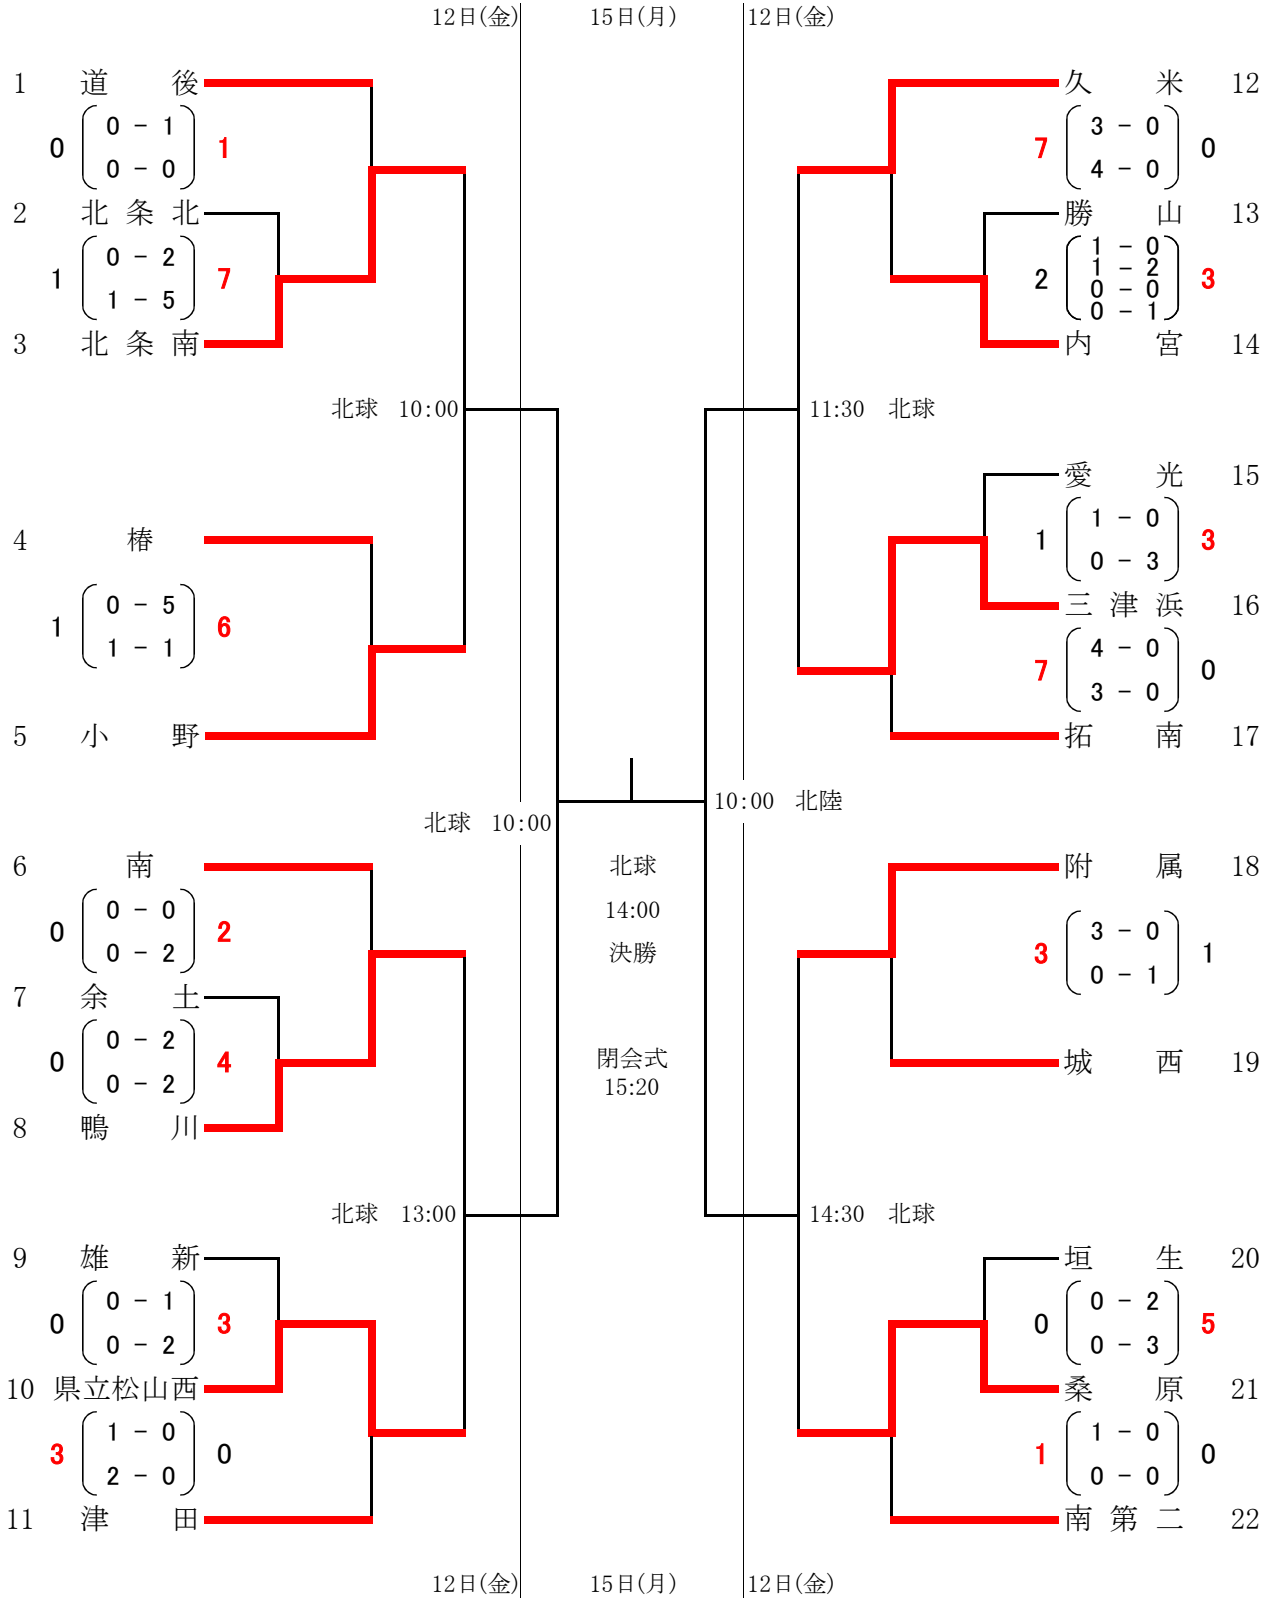 12日(金) 15日(月) 12日(金)
1 道 後
0 0 - 1 1
0 - 0
2 北 条 北
1 0 - 2 7
1 - 5
3 北 条 南
北球 10:00
4 椿
1 0 - 5 6
1 - 1
5 小 野
北球 10:00
6 南
0 0 - 0 2
0 - 2
7 余 土
0 0 - 2 4
0 - 2
8 鴨 川
北球 13:00
9 雄 新
0 0 - 1 3
0 - 2
10 県立松山西
3 1 - 0 0
2 - 0
11 津 田
北球
14:00
決勝
閉会式
15:20
久 米 12
7 3 - 0 0
4 - 0
勝 山 13
1 - 0
2 1 - 2 3
0 - 0
0 - 1
内 宮 14
11:30 北球
愛 光 15
1 1 - 0 3
0 - 3
三 津 浜 16
7 4 - 0 0
3 - 0
拓 南 17
10:00 北陸
附 属 18
3 3 - 0 1
0 - 1
城 西 19
14:30 北球
垣 生 20
0 0 - 2 5
0 - 3
桑 原 21
1 1 - 0 0
0 - 0
南 第 二 22
12日(金) 15日(月) 12日(金)